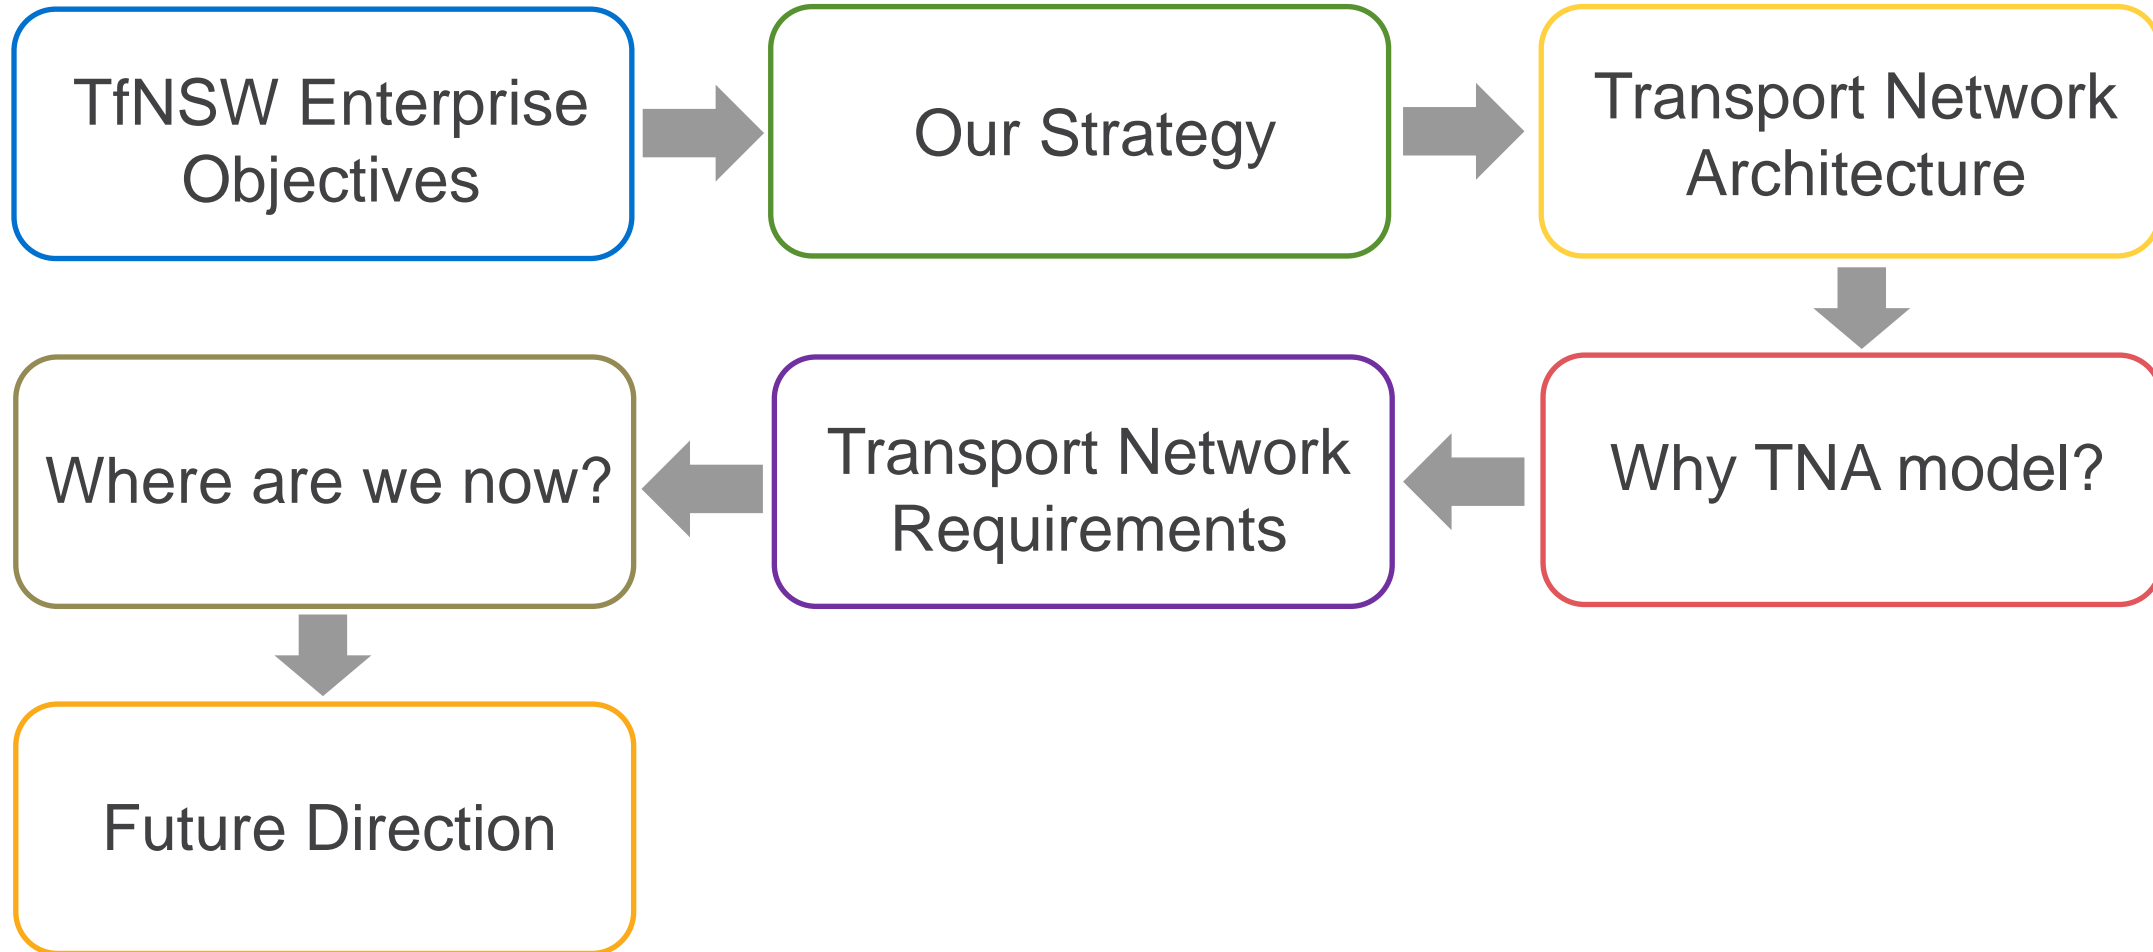 TfNSW Enterprise
Objectives
Our Strategy
Transport Network
Architecture
Why TNA model?
Transport Network
Requirements
Where are we now?
Future Direction